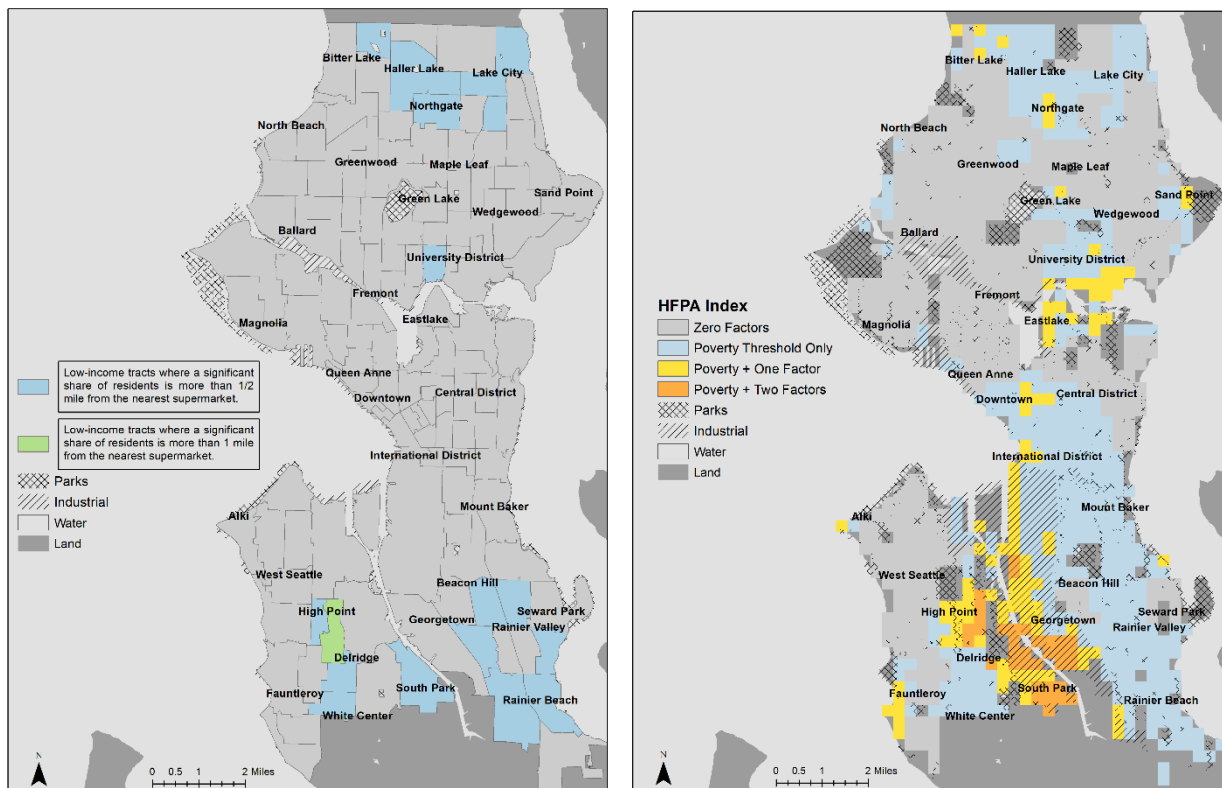 Bitter Lake
Haller Lake
Lake City
Northgate
North Beach
Greenwood
Maple Leaf
Sand Point
Green Lake
Wedgewood
Ballard
University District
Fremont
Eastlake
Magnolia
Queen Anne
Downtown
Central District
International District
Mount Baker
Alki
West Seattle
Beacon Hill
High Point
Georgetown
Seward Park
Rainier Valley
Delridge
Fauntleroy
South Park
Rainier Beach
White Center
Low-income tracts where a significant
share of residents is more than 1/2
mile from the nearest supermarket.
Low-income tracts where a significant
share of residents is more than 1 mile
from the nearest supermarket.
Parks
Industrial
Water
Land
N
0 0.5 1 2 Miles
Bitter Lake
Haller Lake
Lake City
Northgate
North Beach
Greenwood
Maple Leaf
Sand Point
Green Lake
Wedgewood
Ballard
University District
Fremont
Eastlake
Magnolia
Queen Anne
Downtown
Central District
International District
Mount Baker
Alki
West Seattle
Beacon Hill
High Point
Georgetown
Seward Park
Rainier Valley
Delridge
Fauntleroy
South Park
Rainier Beach
White Center
HFPA Index
Zero Factors
Poverty Threshold Only
Poverty + One Factor
Poverty + Two Factors
Parks
Industrial
Water
Land
N
0 0.5 1 2 Miles